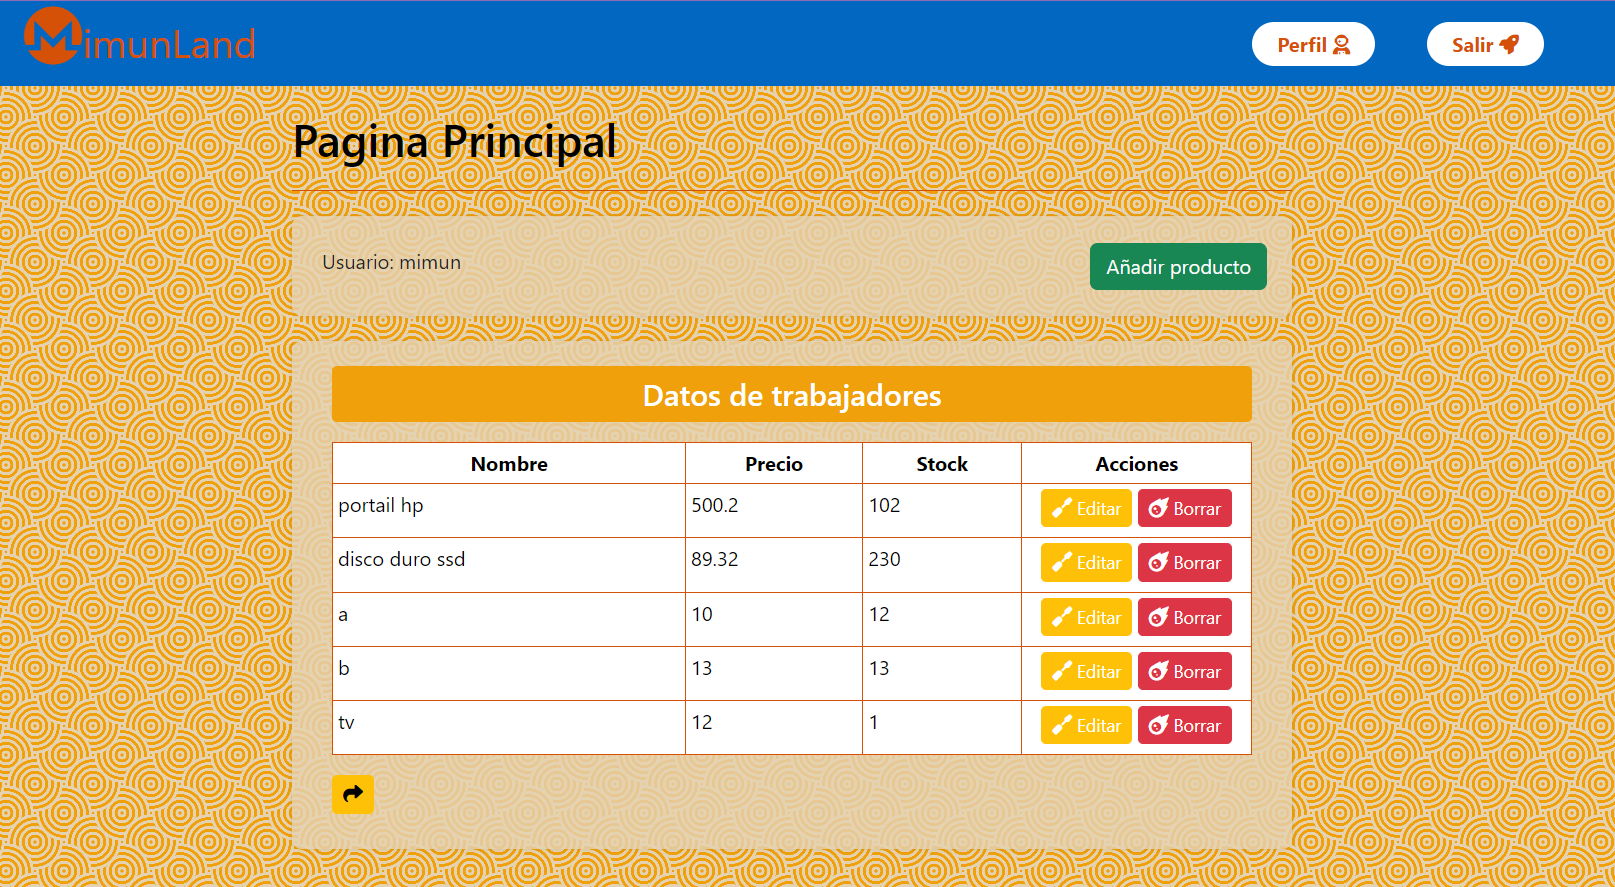 MimunLand
Perfil
Salir
Pagina Principal
Usuario: mimun
Añadir producto
Datos de trabajadores
Nombre Precio Stock Acciones
portail hp 500.2 102 Editar Borrar
disco duro ssd 89.32 230 Editar Borrar
a 10 12 Editar Borrar
b 13 13 Editar Borrar
tv 12 1 Editar Borrar